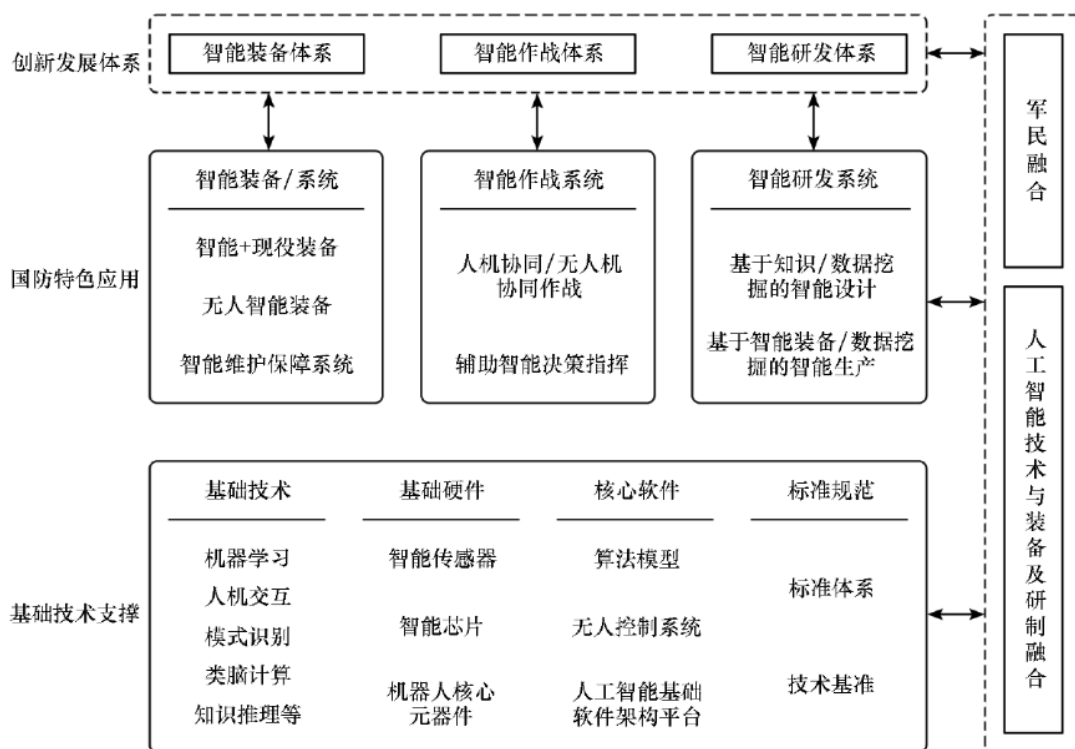 创新发展体系
智能装备体系
智能作战体系
智能研发体系
国防特色应用
智能装备/系统
智能+现役装备
无人智能装备
智能维护保障系统
智能作战系统
人机协同/无人机
协同作战
辅助智能决策指挥
智能研发系统
基于知识/数据挖
掘的智能设计
基于智能装备/数据挖
掘的智能生产
基础技术支撑
基础技术
机器学习
人机交互
模式识别
类脑计算
知识推理等
基础硬件
智能传感器
智能芯片
机器人核心
元器件
核心软件
算法模型
无人控制系统
人工智能基础
软件架构平台
标准规范
标准体系
技术基准
军民融合
人工智能技术与装备及研制融合